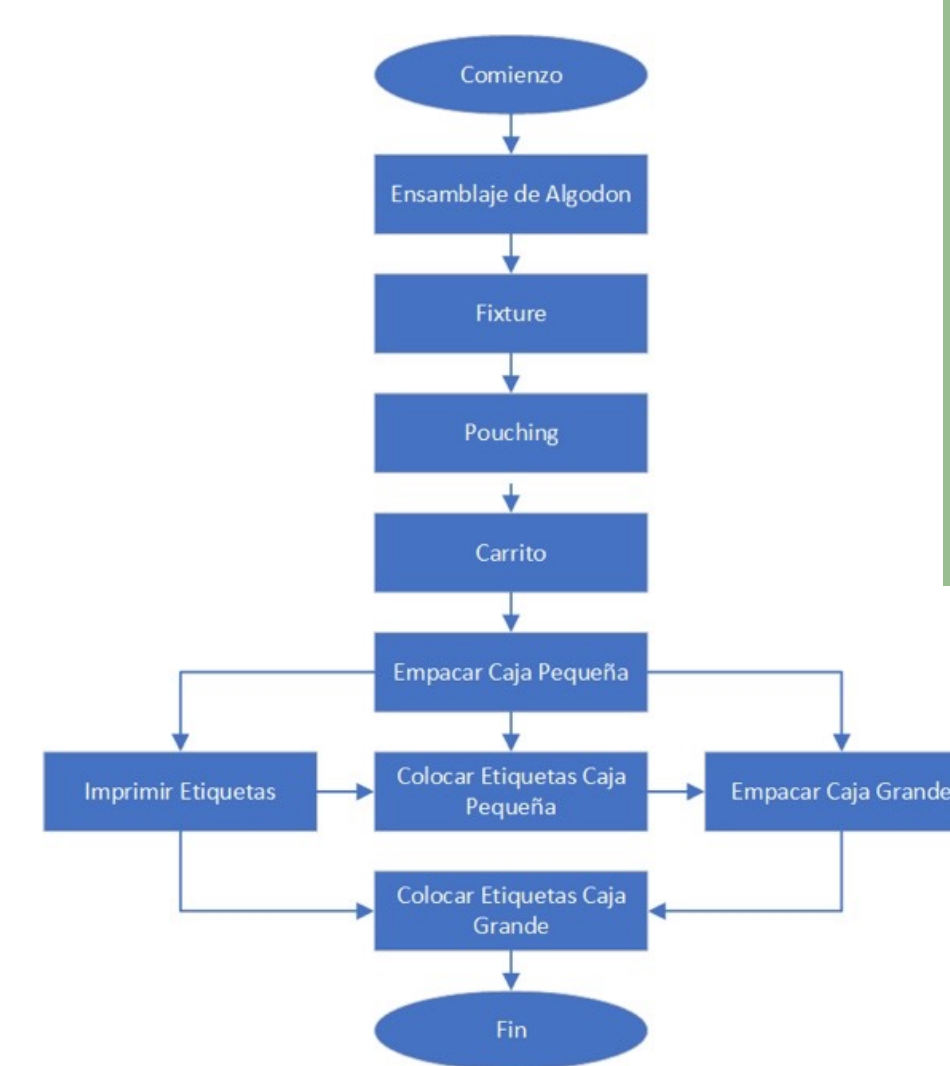 Comienzo
Ensamblaje de Algodon
Fixture
Pouching
Carrito
Empacar Caja Pequeña
Imprimir Etiquetas
Colocar Etiquetas Caja
Pequeña
Empacar Caja Grande
Colocar Etiquetas Caja
Grande
Fin